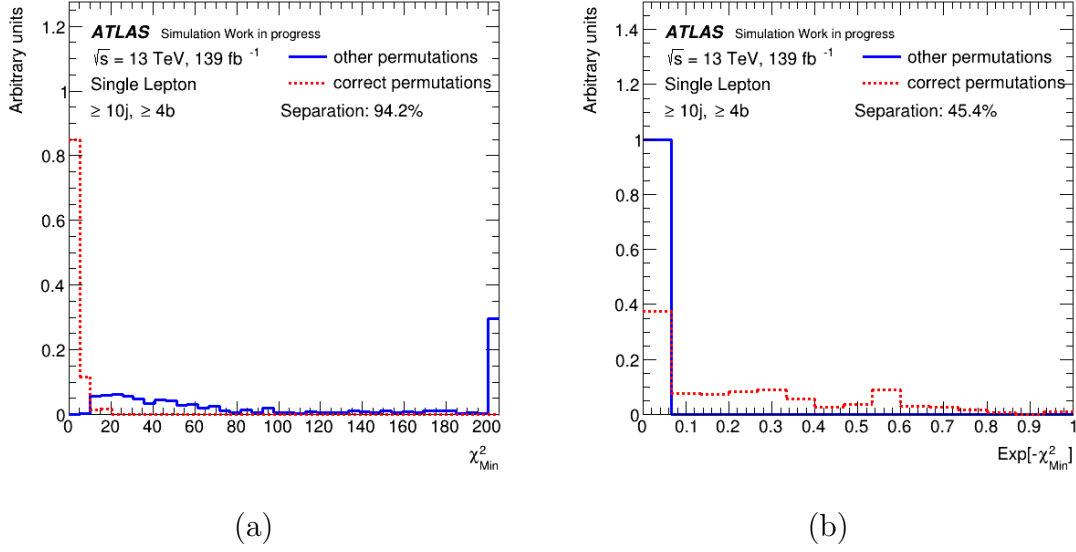 Arbitrary units
ATLAS Simulation Work in progress
√s = 13 TeV, 139 fb -1
Single Lepton
≥ 10j, ≥ 4b
other permutations
correct permutations
Separation: 94.2%
0 0.2 0.4 0.6 0.8 1 1.2
0 20 40 60 80 100 120 140 160 180 200
χ²Min
(a)
Arbitrary units
ATLAS Simulation Work in progress
√s = 13 TeV, 139 fb -1
Single Lepton
≥ 10j, ≥ 4b
other permutations
correct permutations
Separation: 45.4%
0 0.2 0.4 0.6 0.8 1 1.2 1.4
0 0.1 0.2 0.3 0.4 0.5 0.6 0.7 0.8 0.9 1
Exp[-χ²Min]
(b)